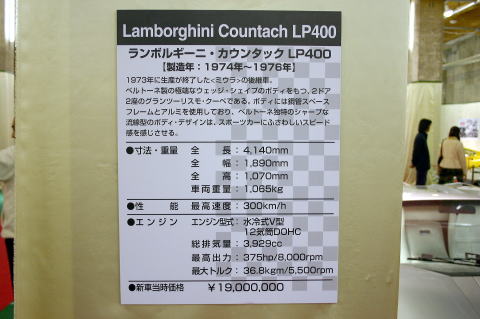 Lamborghini Countach LP400
ランボルギーニ・カウンタック LP400
【製造年：1974年～1976年】
1973年に生産が終了した<ミウラ>の後継車。
ベルトーネ製の極端なウェッジ・シェイプのボディをもつ、2ドア
2座のグランツーリスモ・クーペである。ボディには鋼管スペース
フレームとアルミを使用しており、ベルトーネ独特のシャープな
流線型のボディ・デザインは、スポーツカーにふさわしいスピード
感を感じさせる。
●寸法・重量 全長：4,140mm
全幅：1,890mm
全高：1,070mm
車両重量：1,065kg
●性能 最高速度：300km/h
●エンジン エンジン型式：水冷式V型
12気筒DOHC
総排気量：3,929cc
最高出力：375hp/8,000rpm
最大トルク：36.8kgm/5,500rpm
●新車当時価格 ￥19,000,000